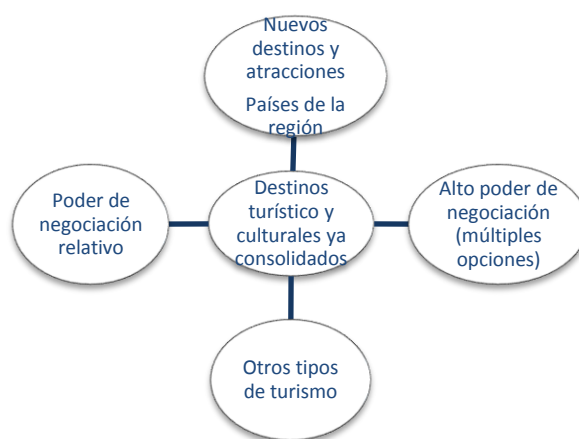 Nuevos
destinos y
atracciones
Países de la
región
Poder de
negociación
relativo
Destinos
turístico y
culturales ya
consolidados
Alto poder de
negociación
(múltiples
opciones)
Otros tipos
de turismo